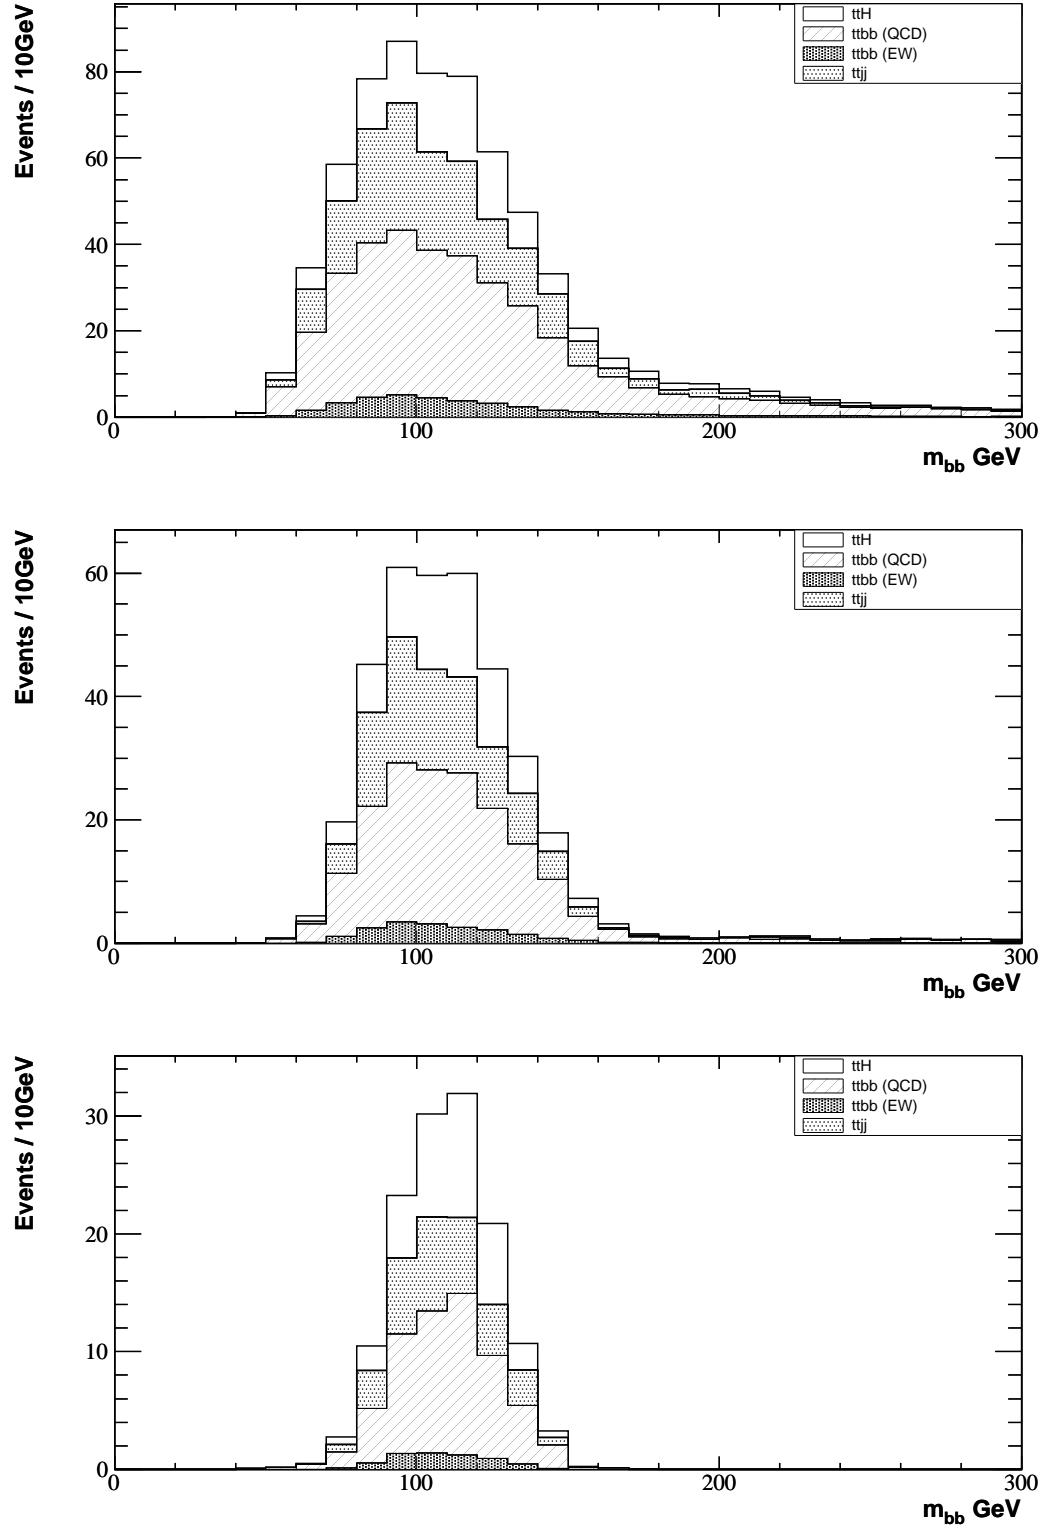 Events / 10GeV
ttH
ttbb (QCD)
ttbb (EW)
ttjj
80
60
40
20
0
0 100 200 300
m_bb GeV
Events / 10GeV
ttH
ttbb (QCD)
ttbb (EW)
ttjj
60
40
20
0
0 100 200 300
m_bb GeV
Events / 10GeV
ttH
ttbb (QCD)
ttbb (EW)
ttjj
30
20
10
0
0 100 200 300
m_bb GeV